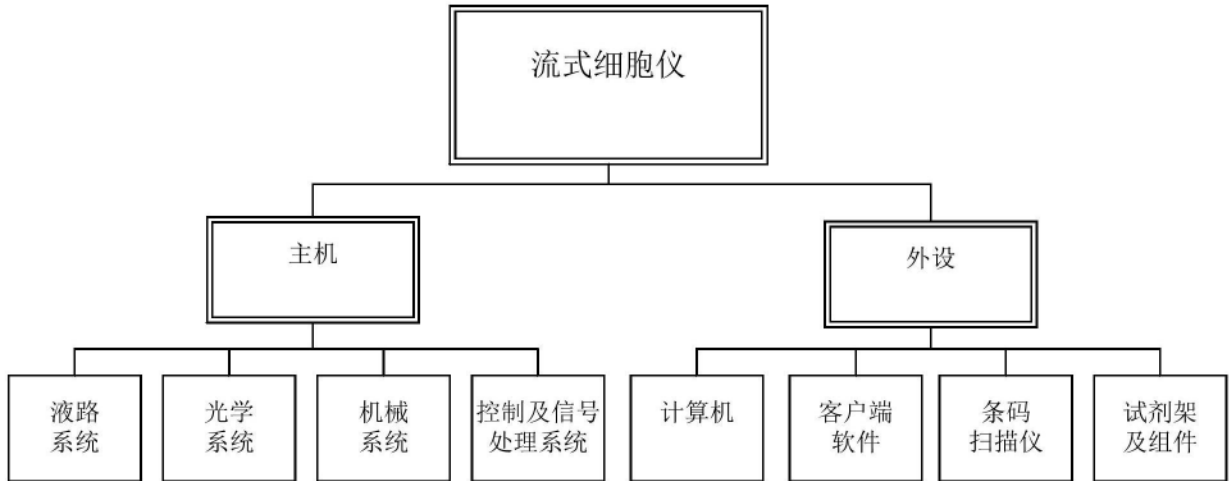 流式细胞仪
主机
外设
液路
系统
光学
系统
机械
系统
控制及信号
处理系统
计算机
客户端
软件
条码
扫描仪
试剂架
及组件